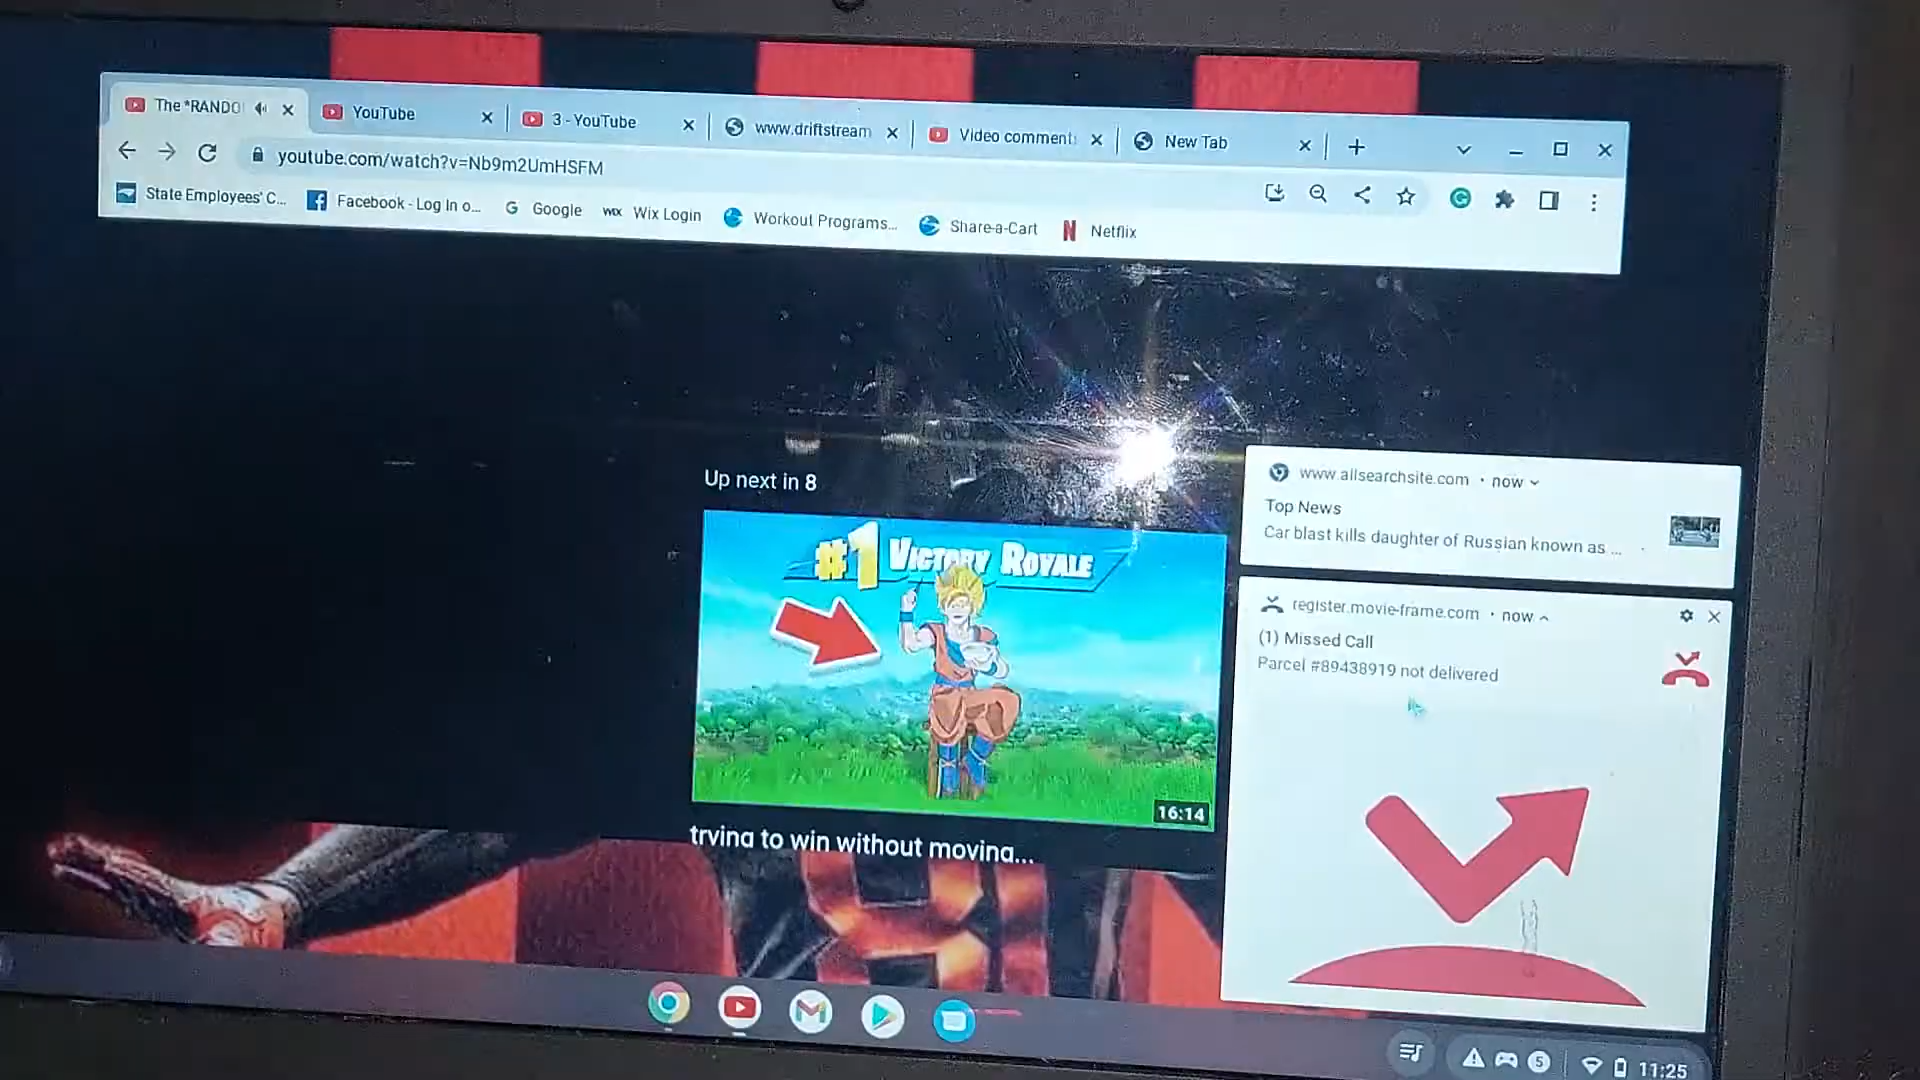 The *RANDO
YouTube
3 - YouTube
www.driftstream
Video comment
New Tab
youtube.com/watch?v=Nb9m2UmHSFM
State Employees' C...
Facebook - Log In o...
G Google
WIX Wix Login
Workout Programs...
Share-a-Cart
N Netflix
Up next in 8
#1 VICTORY ROYALE
16:14
trying to win without moving...
www.allsearchsite.com • now
Top News
Car blast kills daughter of Russian known as ...
register.movie-frame.com • now
(1) Missed Call
Parcel #89438919 not delivered
5
11:25